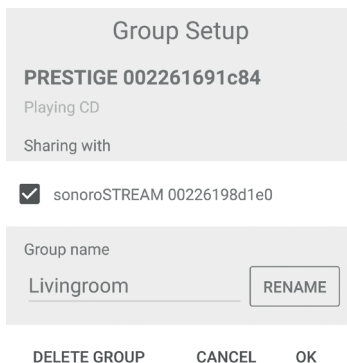 Group Setup
PRESTIGE 002261691c84
Playing CD
Sharing with
sonoroSTREAM 00226198d1e0
Group name
Livingroom
RENAME
DELETE GROUP CANCEL OK